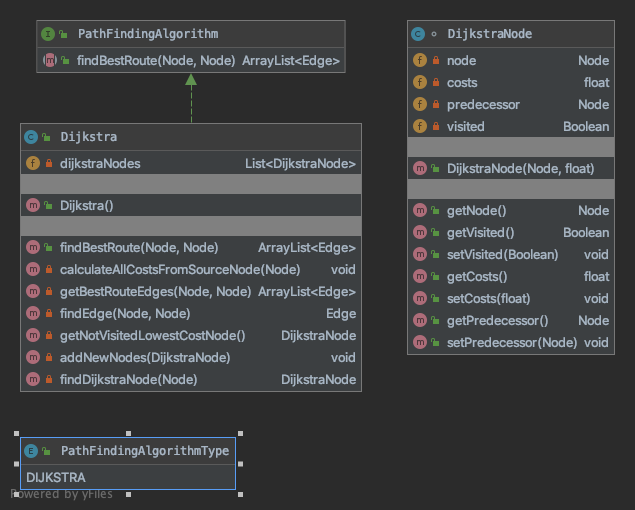 PathFindingAlgorithm
findBestRoute(Node, Node) ArrayList<Edge>
Dijkstra
dijkstraNodes List<DijkstraNode>
Dijkstra()
findBestRoute(Node, Node) ArrayList<Edge>
calculateAllCostsFromSourceNode(Node) void
getBestRouteEdges(Node, Node) ArrayList<Edge>
findEdge(Node, Node) Edge
getNotVisitedLowestCostNode() DijkstraNode
addNewNodes(DijkstraNode) void
findDijkstraNode(Node) DijkstraNode
DijkstraNode
node Node
costs float
predecessor Node
visited Boolean
DijkstraNode(Node, float)
getNode() Node
getVisited() Boolean
setVisited(Boolean) void
getCosts() float
setCosts(float) void
getPredecessor() Node
setPredecessor(Node) void
PathFindingAlgorithmType
DIJKSTRA
Powered by yFiles